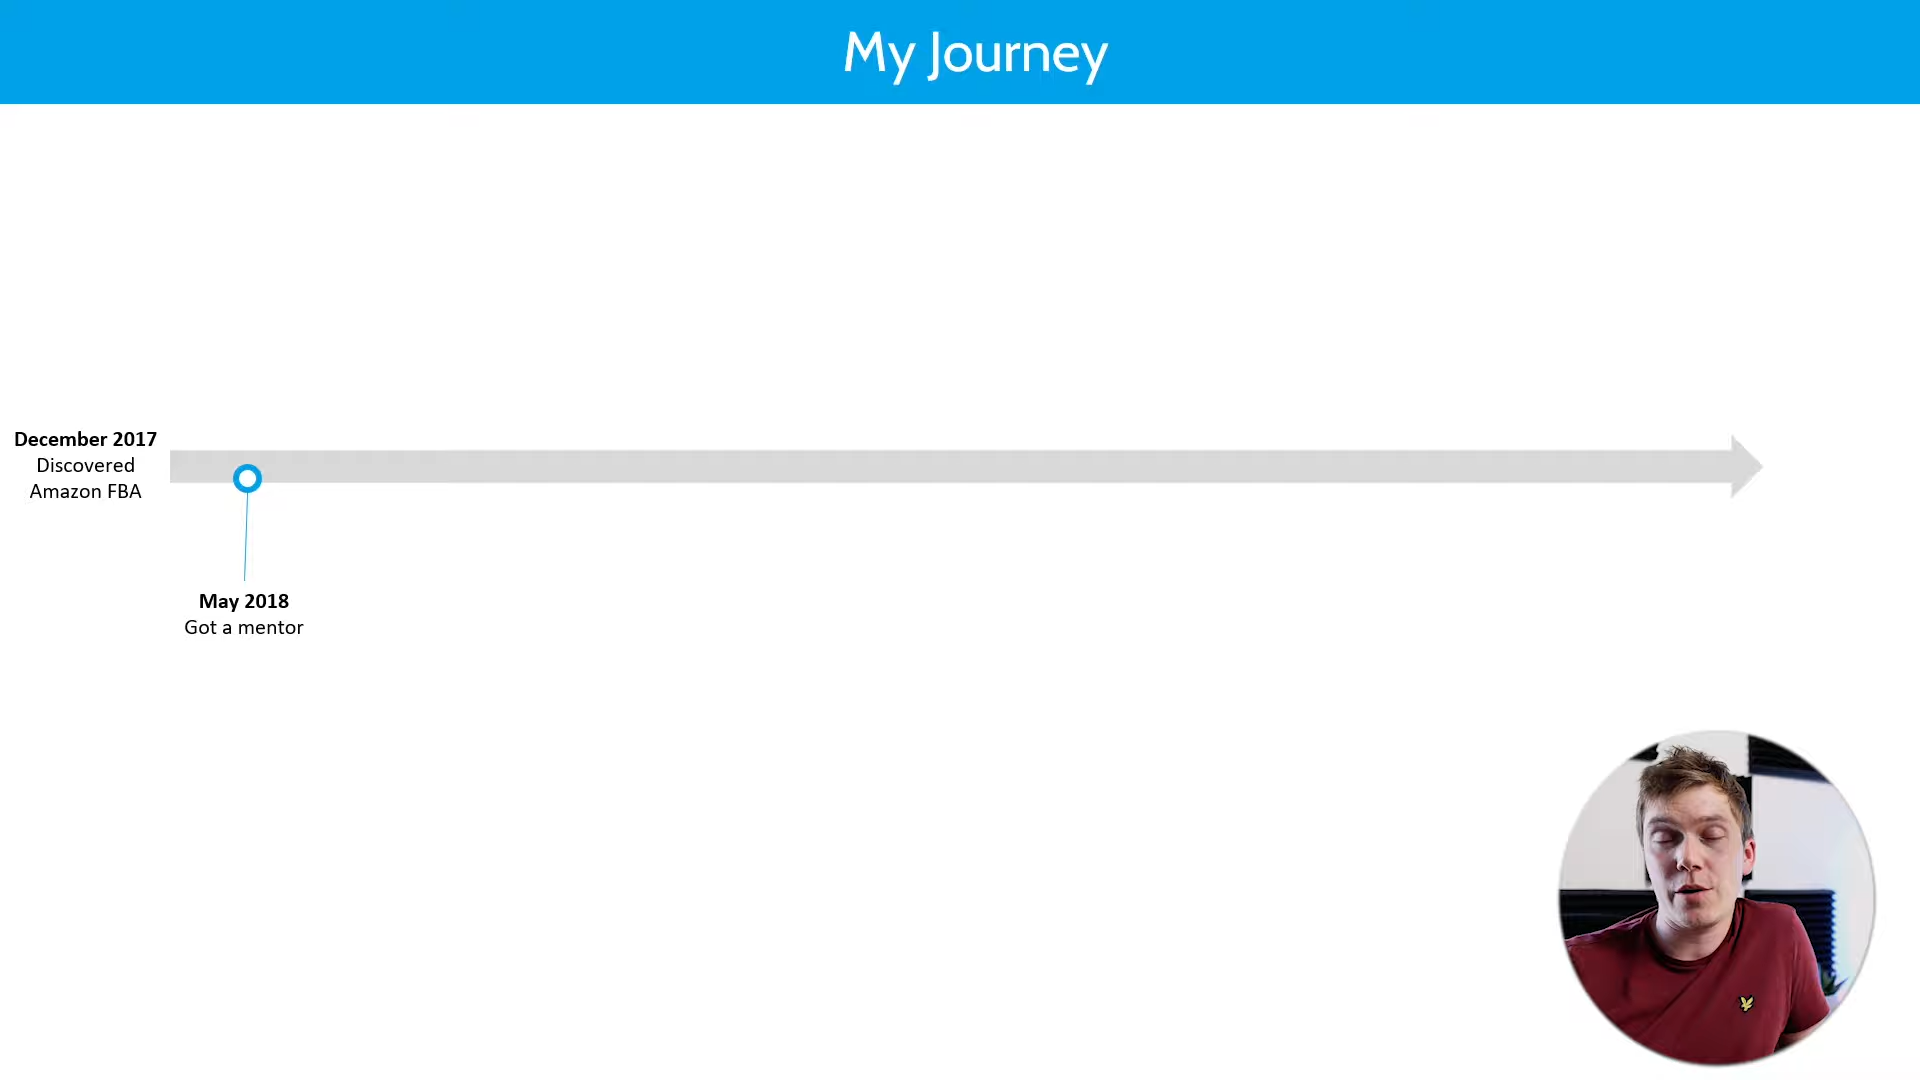 My Journey
December 2017
Discovered
Amazon FBA
May 2018
Got a mentor